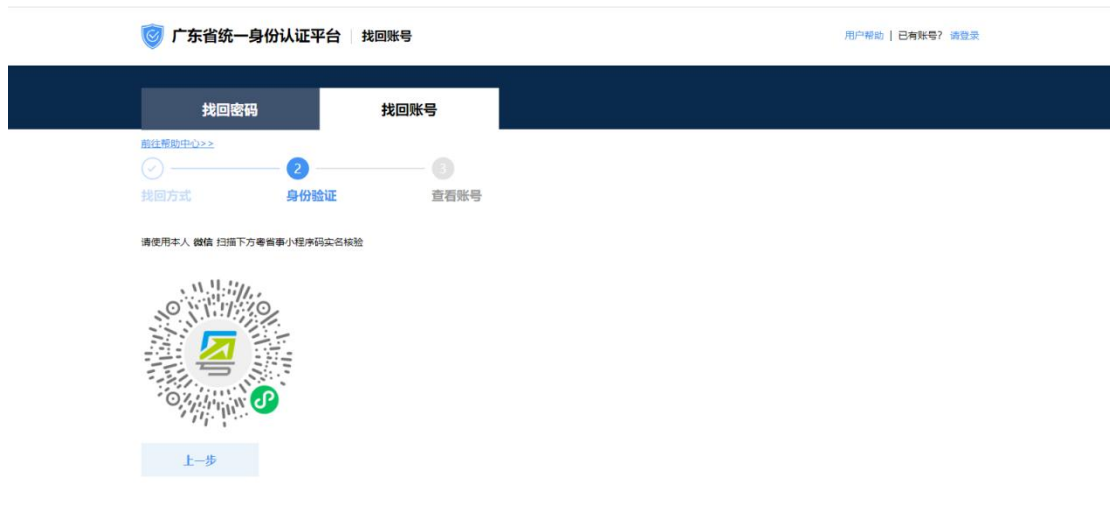 广东省统一身份认证平台 | 找回账号
用户帮助 | 已有账号? 请登录
找回密码
找回账号
前往帮助中心>>
2
3
找回方式
身份验证
查看账号
请使用本人 微信 扫描下方粤省事小程序码实名核验
上一步